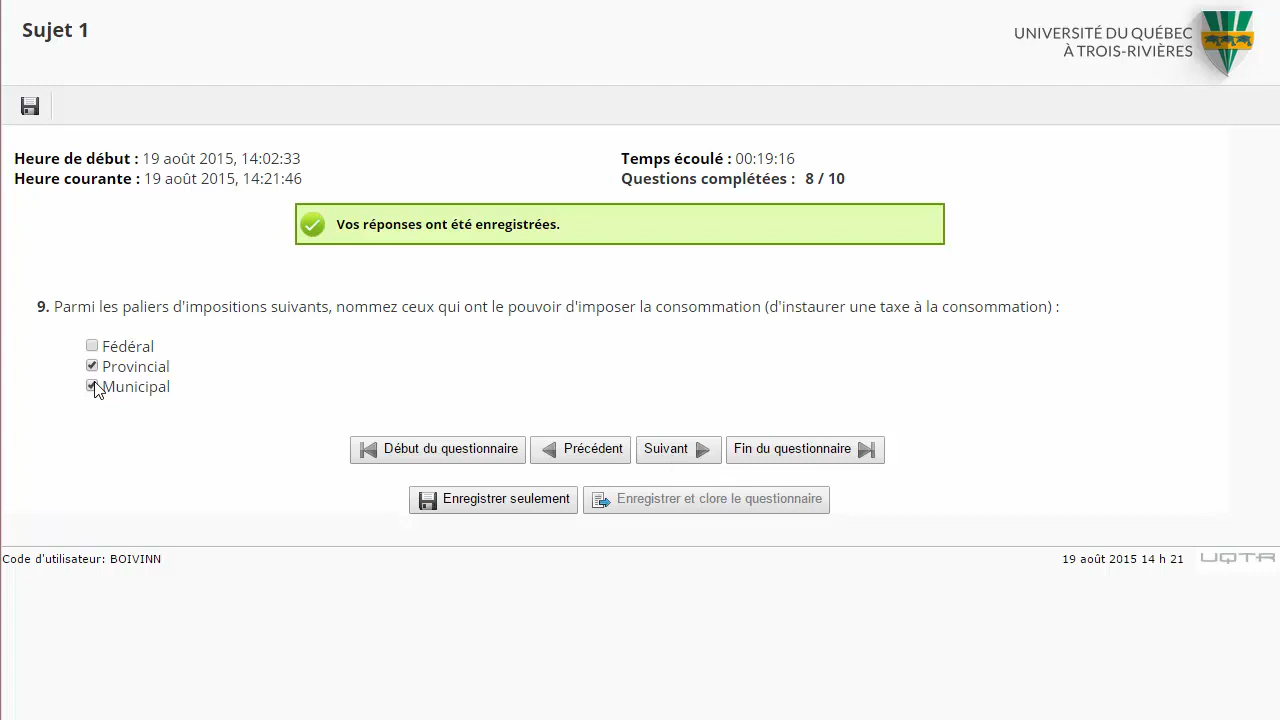 Sujet 1
UNIVERSITÉ DU QUÉBEC
À TROIS-RIVIÈRES
Heure de début : 19 août 2015, 14:02:33
Temps écoulé : 00:19:16
Heure courante : 19 août 2015, 14:21:46
Questions complétées : 8 / 10
Vos réponses ont été enregistrées.
9. Parmi les paliers d'impositions suivants, nommez ceux qui ont le pouvoir d'imposer la consommation (d'instaurer une taxe à la consommation) :
Fédéral
Provincial
Municipal
Début du questionnaire
Précédent
Suivant
Fin du questionnaire
Enregistrer seulement
Enregistrer et clore le questionnaire
Code d'utilisateur: BOIVINN
19 août 2015 14 h 21
UQTR